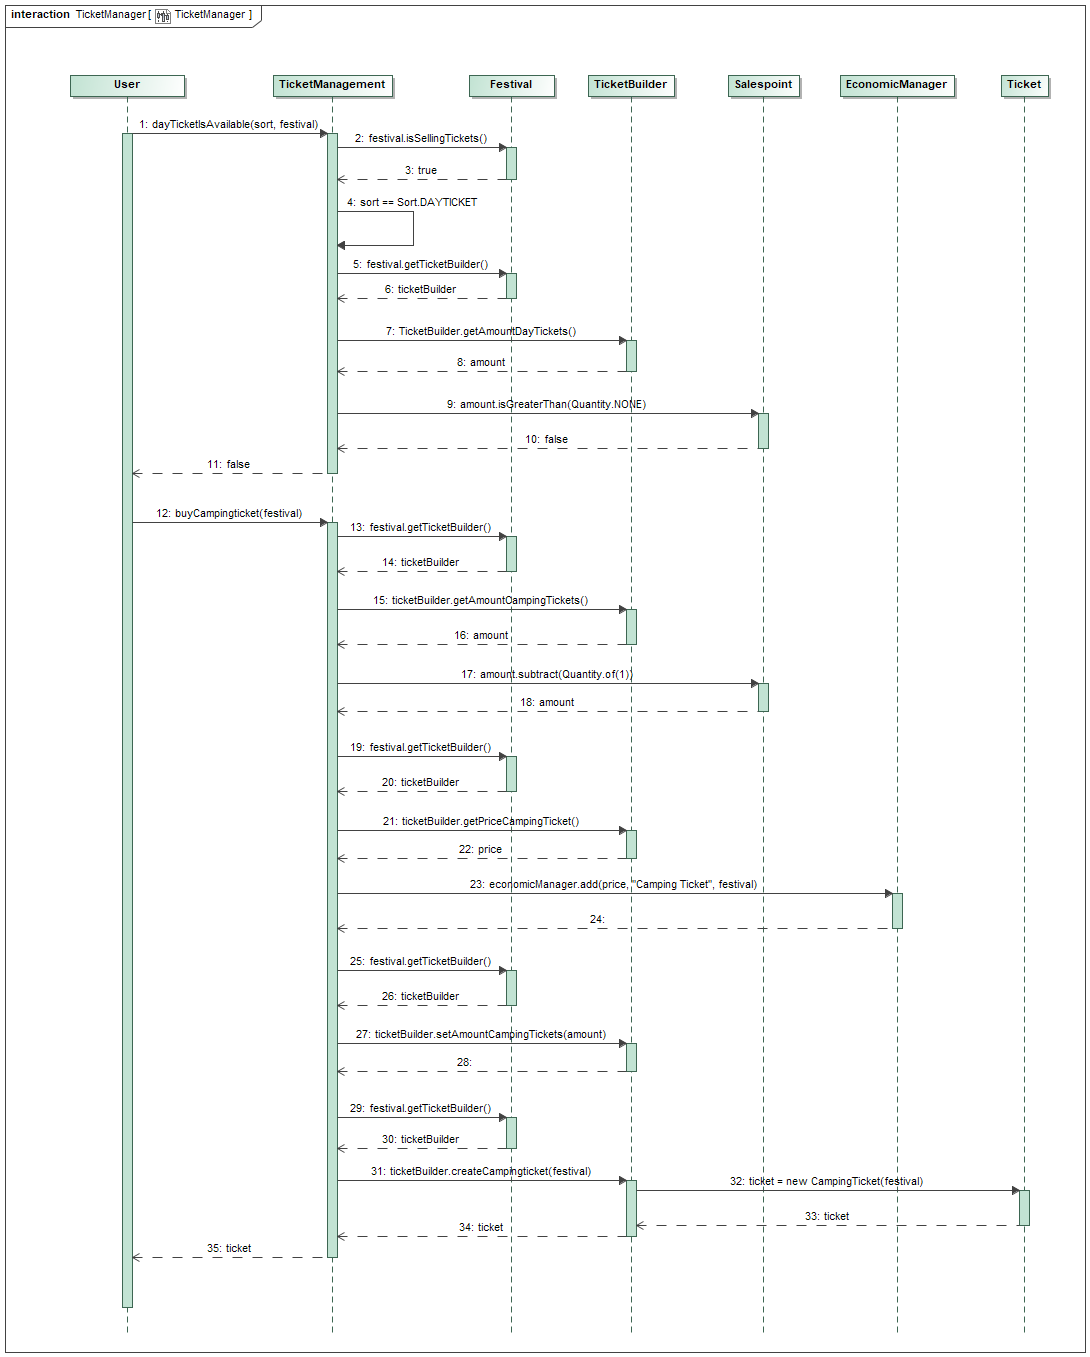 interaction TicketManager [ TicketManager ]
User
TicketManagement
Festival
TicketBuilder
Salespoint
EconomicManager
Ticket
1: dayTicketIsAvailable(sort, festival)
2: festival.isSellingTickets()
3: true
4: sort == Sort.DAYTICKET
5: festival.getTicketBuilder()
6: ticketBuilder
7: TicketBuilder.getAmountDayTickets()
8: amount
9: amount.isGreaterThan(Quantity.NONE)
10: false
11: false
12: buyCampingticket(festival)
13: festival.getTicketBuilder()
14: ticketBuilder
15: ticketBuilder.getAmountCampingTickets()
16: amount
17: amount.subtract(Quantity.of(1))
18: amount
19: festival.getTicketBuilder()
20: ticketBuilder
21: ticketBuilder.getPriceCampingTicket()
22: price
23: economicManager.add(price, "Camping Ticket", festival)
24:
25: festival.getTicketBuilder()
26: ticketBuilder
27: ticketBuilder.setAmountCampingTickets(amount)
28:
29: festival.getTicketBuilder()
30: ticketBuilder
31: ticketBuilder.createCampingticket(festival)
32: ticket = new CampingTicket(festival)
33: ticket
34: ticket
35: ticket